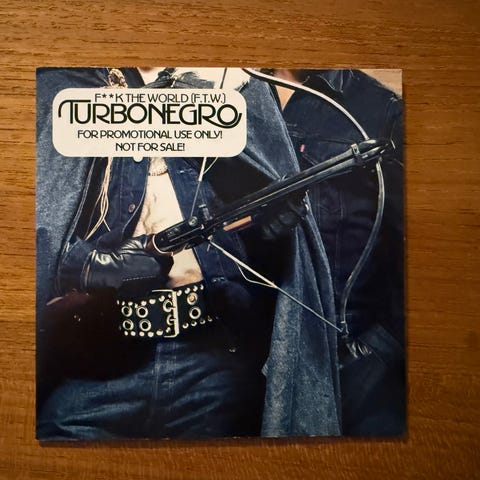 F**K THE WORLD (F.T.W.)
TURBONEGRO
FOR PROMOTIONAL USE ONLY!
NOT FOR SALE!